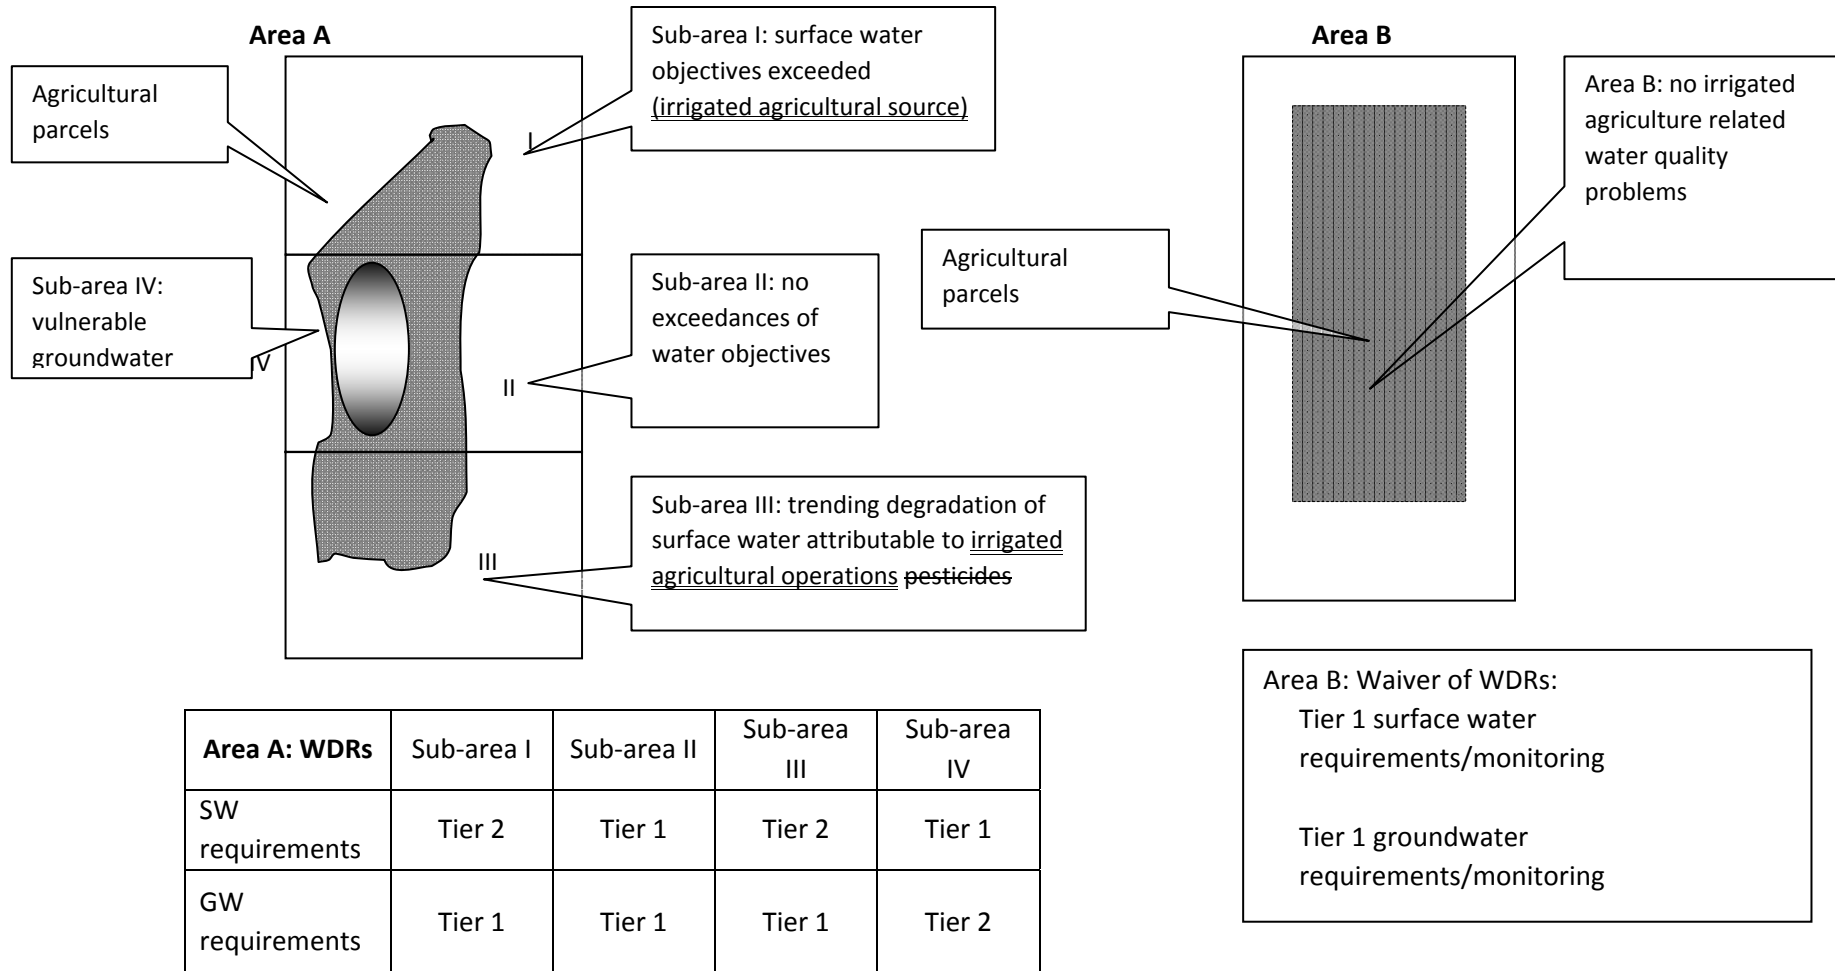 Area A
Agricultural
parcels
Sub-area I: surface water
objectives exceeded
(irrigated agricultural source)
I
Sub-area IV:
vulnerable
groundwater
IV
Sub-area II: no
exceedances of
water objectives
II
Sub-area III: trending degradation of
surface water attributable to irrigated
agricultural operations pesticides
III
Area B
Area B: no irrigated
agriculture related
water quality
problems
Agricultural
parcels
Area A: WDRs Sub-area I Sub-area II Sub-area III Sub-area IV
SW requirements Tier 2 Tier 1 Tier 2 Tier 1
GW requirements Tier 1 Tier 1 Tier 1 Tier 2
Area B: Waiver of WDRs:
Tier 1 surface water
requirements/monitoring
Tier 1 groundwater
requirements/monitoring